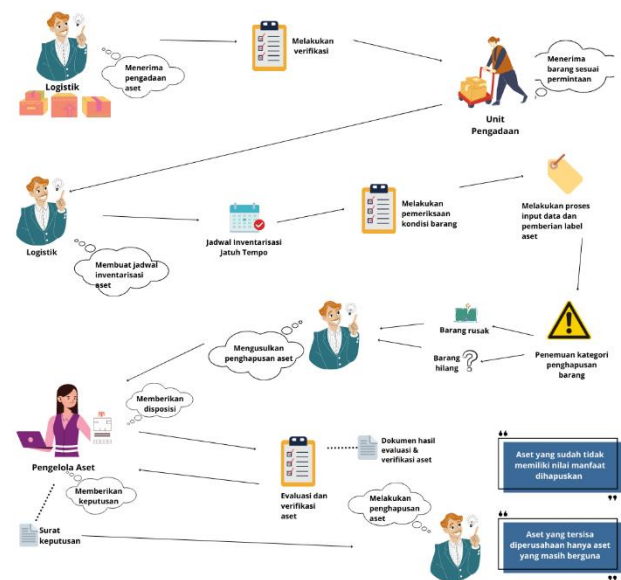 Menerima
pengadaan
aset
Logistik
Melakukan
verifikasi
Menerima
barang sesuai
permintaan
Unit
Pengadaan
Logistik
Membuat jadwal
inventarisasi
aset
Jadwal Inventarisasi
Jatuh Tempo
Melakukan
pemeriksaan
kondisi barang
Melakukan proses
input data dan
pemberian label
aset
Mengusulkan
penghapusan aset
Barang rusak
Barang
hilang
Penemuan kategori
penghapusan
barang
Memberikan
disposisi
Pengelola Aset
Memberikan
keputusan
Surat
keputusan
Evaluasi dan
verifikasi
aset
Dokumen hasil
evaluasi &
verifikasi aset
Melakukan
penghapusan
aset
Aset yang sudah tidak
memiliki nilai manfaat
dihapuskan
Aset yang tersisa
diperusahaan hanya aset
yang masih berguna